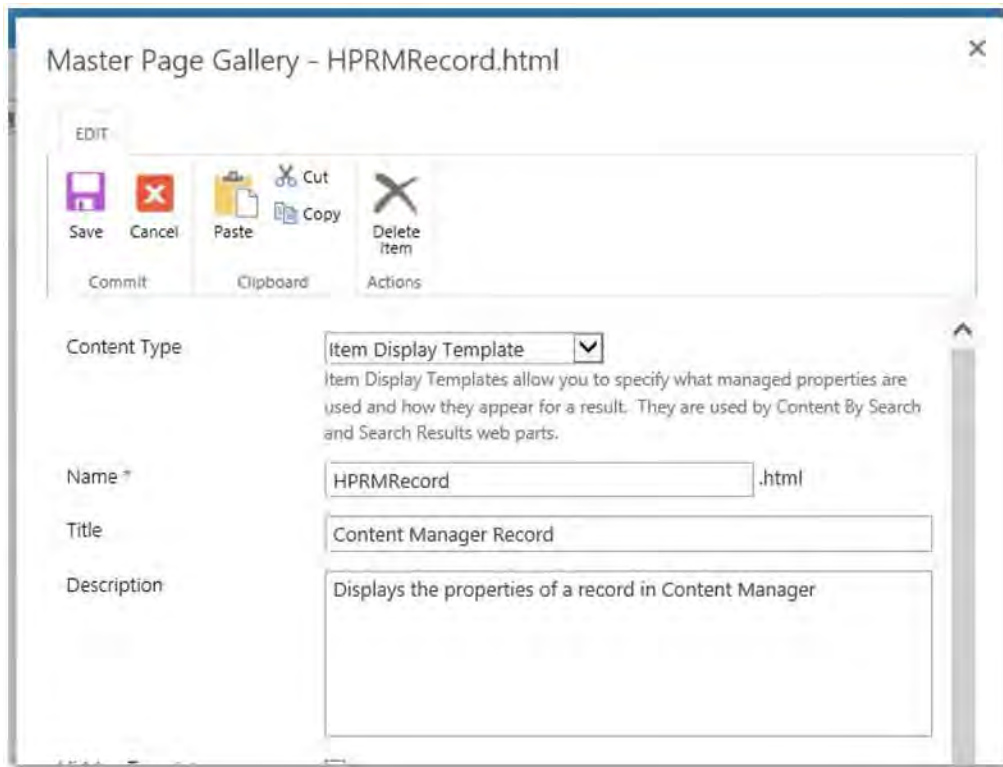 Master Page Gallery - HPRMRecord.html
EDIT
Save
Cancel
Paste
Cut
Copy
Delete
Item
Commit
Clipboard
Actions
Content Type
Item Display Template
Item Display Templates allow you to specify what managed properties are
used and how they appear for a result. They are used by Content By Search
and Search Results web parts.
Name *
HPRMRecord
.html
Title
Content Manager Record
Description
Displays the properties of a record in Content Manager